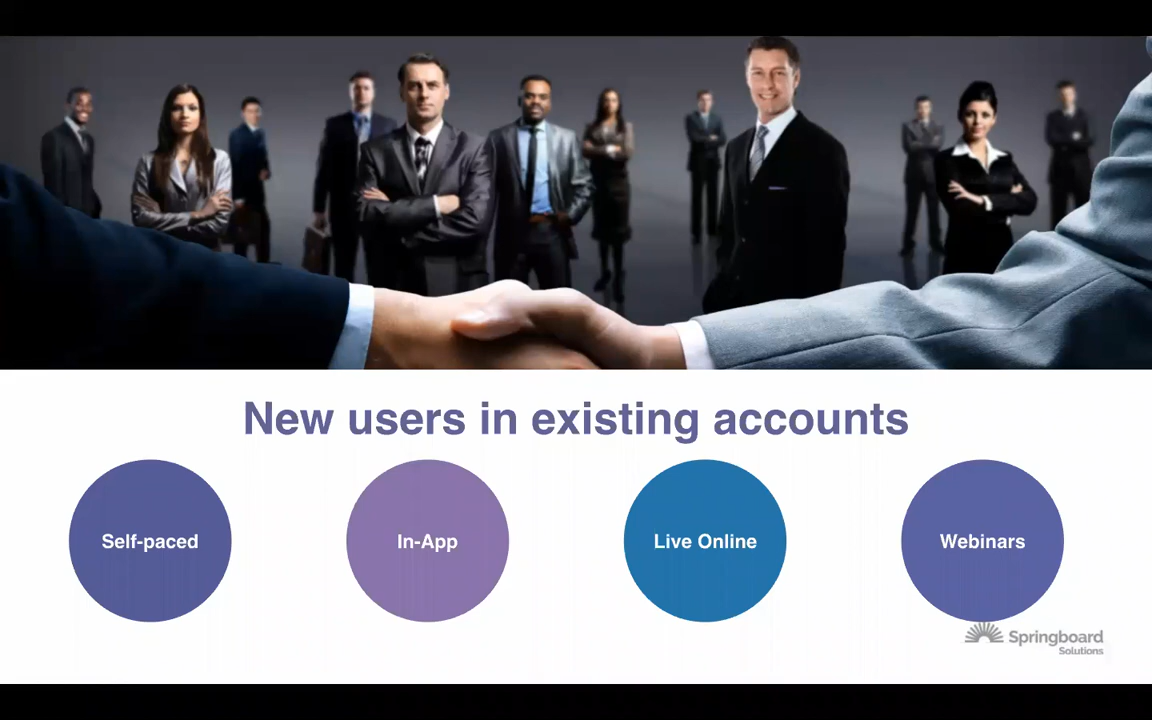 New users in existing accounts
Self-paced
In-App
Live Online
Webinars
Springboard
Solutions